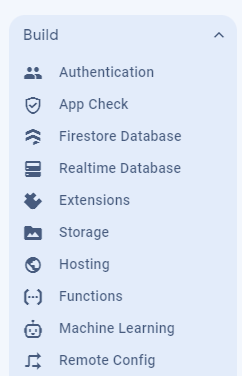 Build
Authentication
App Check
Firestore Database
Realtime Database
Extensions
Storage
Hosting
Functions
Machine Learning
Remote Config